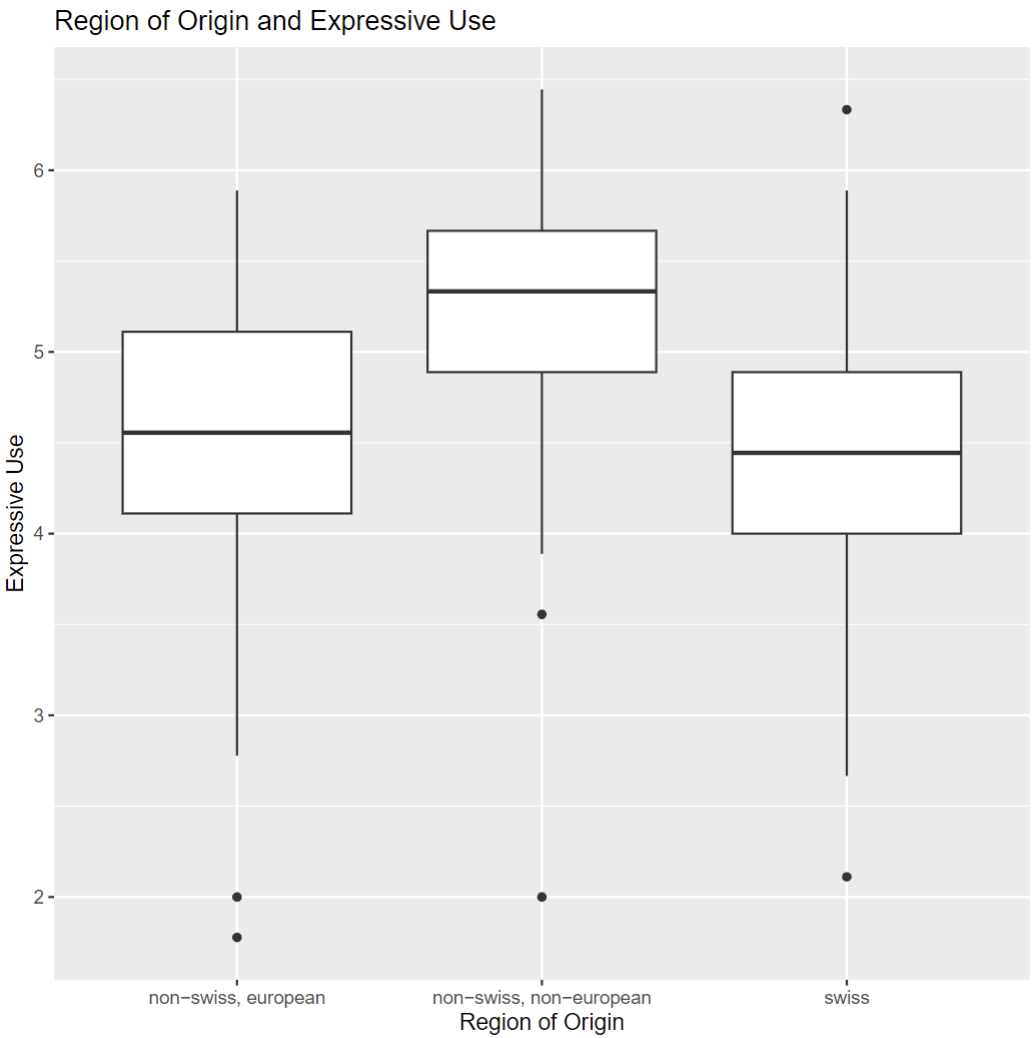 Region of Origin and Expressive Use
Expressive Use
6
5
4
3
2
non−swiss, european
non−swiss, non−european
swiss
Region of Origin